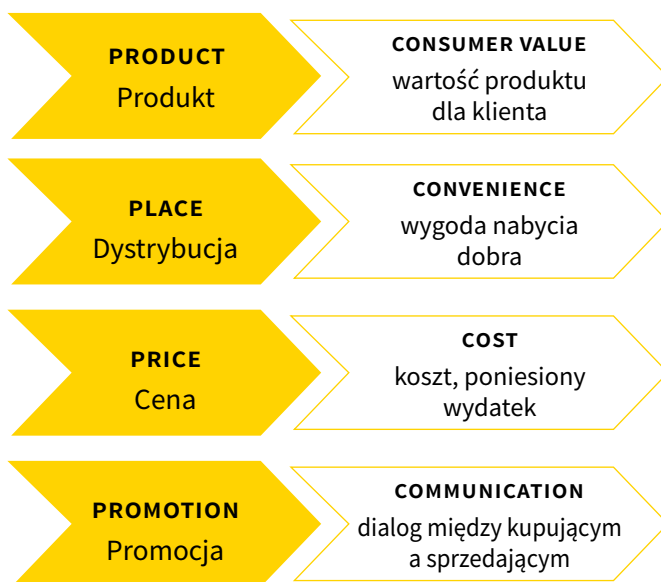 PRODUCT
Produkt
CONSUMER VALUE
wartość produktu
dla klienta
PLACE
Dystrybucja
CONVENIENCE
wygoda nabycia
dobra
PRICE
Cena
COST
koszt, poniesiony
wydatek
PROMOTION
Promocja
COMMUNICATION
dialog między kupującym
a sprzedającym